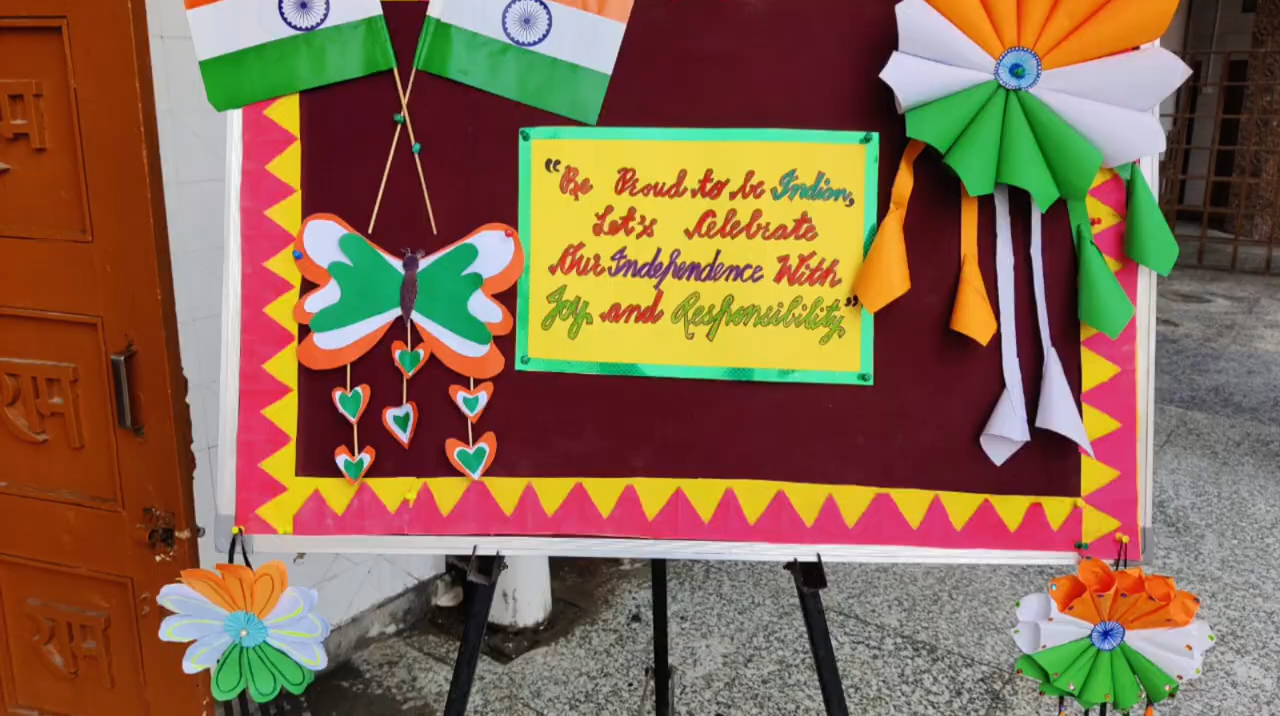 "Be Proud to be Indian,
Let's Celebrate
Our Independence With
Joy and Responsibility"
राम
राम